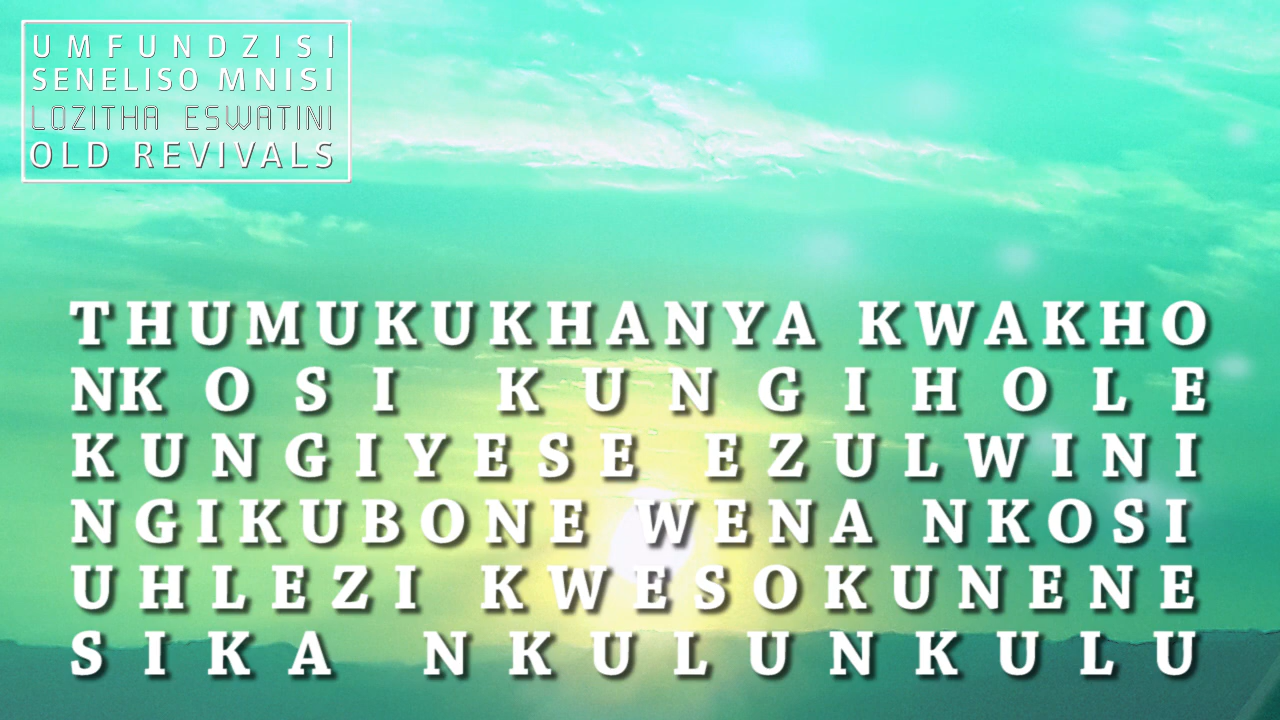 UMFUNDZISI
SENELISO MNISI
LOZITHA ESWATINI
OLD REVIVALS
THUMUKUKHANYA KWAKHO
NKOSI KUNGIHOLE
KUNGIYESE EZULWINI
NGIKUBONE WENA NKOSI
UHLEZI KWESOKUNENE
SIKA NKULUNKULU